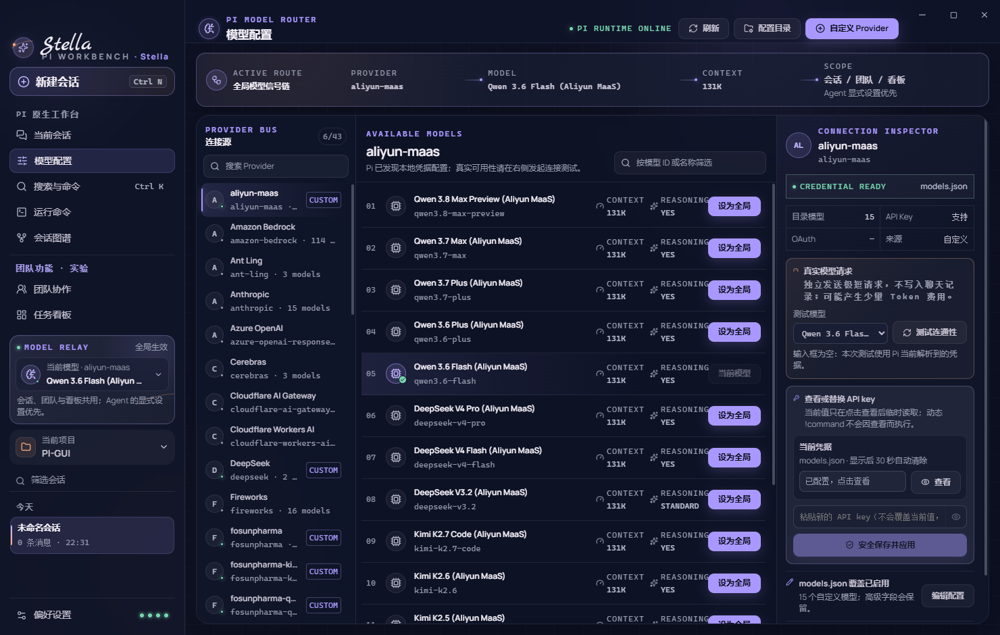 Stella
PI WORKBENCH · Stella
新建会话
Ctrl N
PI 原生工作台
当前会话
模型配置
搜索与命令
Ctrl K
运行命令
会话图谱
团队功能 · 实验
团队协作
任务看板
MODEL RELAY
全局生效
当前模型 · aliyun-maas
Qwen 3.6 Flash (Aliyun ...
会话、团队与看板共用；Agent 的显式设
置优先。
当前项目
PI-GUI
筛选会话
今天
未命名会话
0 条消息 · 22:31
偏好设置
PI MODEL ROUTER
模型配置
PI RUNTIME ONLINE
刷新
配置目录
自定义 Provider
ACTIVE ROUTE
全局模型信号链
PROVIDER
aliyun-maas
MODEL
Qwen 3.6 Flash (Aliyun MaaS)
CONTEXT
131K
SCOPE
会话 / 团队 / 看板
Agent 显式设置优先
PROVIDER BUS
连接源
6/43
搜索 Provider
A
aliyun-maas
aliyun-maas ·…
CUSTOM
A
Amazon Bedrock
amazon-bedrock · 114 …
A
Ant Ling
ant-ling · 3 models
A
Anthropic
anthropic · 15 models
A
Azure OpenAI
azure-openai-response…
C
Cerebras
cerebras · 3 models
C
Cloudflare AI Gateway
cloudflare-ai-gateway…
C
Cloudflare Workers AI
cloudflare-workers-ai…
D
DeepSeek
deepseek · 2 …
CUSTOM
F
Fireworks
fireworks · 16 models
F
fosunpharma
fosunpharma ·…
CUSTOM
F
fosunpharma-ki...
fosunpharma-k…
CUSTOM
F
fosunpharma-q...
fosunpharma-q…
CUSTOM
AVAILABLE MODELS
aliyun-maas
Pi 已发现本地凭据配置；真实可用性请在右侧发起连接测试。
按模型 ID 或名称筛选
01
Qwen 3.8 Max Preview (Aliyun MaaS)
qwen3.8-max-preview
CONTEXT
131K
REASONING
YES
设为全局
02
Qwen 3.7 Max (Aliyun MaaS)
qwen3.7-max
CONTEXT
131K
REASONING
YES
设为全局
03
Qwen 3.7 Plus (Aliyun MaaS)
qwen3.7-plus
CONTEXT
131K
REASONING
YES
设为全局
04
Qwen 3.6 Plus (Aliyun MaaS)
qwen3.6-plus
CONTEXT
131K
REASONING
YES
设为全局
05
Qwen 3.6 Flash (Aliyun MaaS)
qwen3.6-flash
CONTEXT
131K
REASONING
YES
当前模型
06
DeepSeek V4 Pro (Aliyun MaaS)
deepseek-v4-pro
CONTEXT
131K
REASONING
YES
设为全局
07
DeepSeek V4 Flash (Aliyun MaaS)
deepseek-v4-flash
CONTEXT
131K
REASONING
YES
设为全局
08
DeepSeek V3.2 (Aliyun MaaS)
deepseek-v3.2
CONTEXT
131K
REASONING
STANDARD
设为全局
09
Kimi K2.7 Code (Aliyun MaaS)
kimi-k2.7-code
CONTEXT
131K
REASONING
YES
设为全局
10
Kimi K2.6 (Aliyun MaaS)
kimi-k2.6
CONTEXT
131K
REASONING
YES
设为全局
11
Kimi K2.5 (Aliyun MaaS)
CONTEXT
REASONING
设为全局
CONNECTION INSPECTOR
AL
aliyun-maas
aliyun-maas
CREDENTIAL READY
models.json
目录模型
15
API Key
支持
OAuth
—
来源
自定义
真实模型请求
独立发送极短请求，不写入聊天记
录；可能产生少量 Token 费用。
测试模型
Qwen 3.6 Flas…
测试连通性
输入框为空：本次测试使用 Pi 当前解析到的凭
据。
查看或替换 API key
当前值只在点击查看后临时读取；动态
!command 不会因查看而执行。
当前凭据
models.json · 显示后 30 秒自动清除
已配置，点击查看
查看
粘贴新的 API key（不会覆盖当前值，
安全保存并应用
models.json 覆盖已启用
15 个自定义模型；高级字段会保
留。
编辑配置